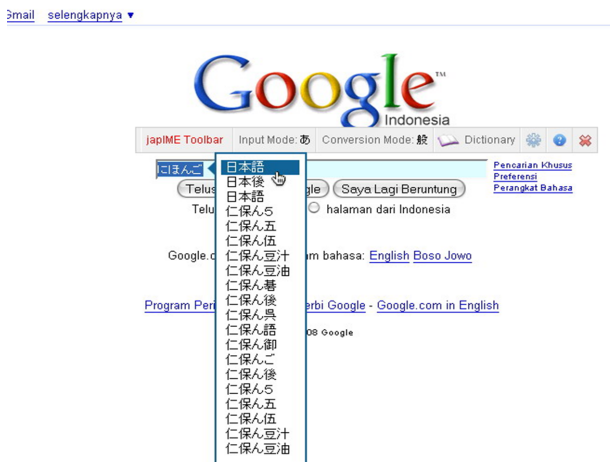 Gmail selengkapnya ▼
Google™
Indonesia
japIME Toolbar Input Mode: あ Conversion Mode: 般 Dictionary
にほんご
日本語
日本後
日本語
仁保ん5
仁保ん五
仁保ん伍
仁保ん豆汁
仁保ん豆油
仁保ん碁
仁保ん後
仁保ん呉
仁保ん語
仁保ん御
仁保んご
仁保ん後
仁保ん5
仁保ん五
仁保ん伍
仁保ん豆汁
仁保ん豆油
Pencarian Khusus
Preferensi
Perangkat Bahasa
Telus gle Saya Lagi Beruntung
Telu halaman dari Indonesia
Google.c m bahasa: English Boso Jowo
Program Peri erbi Google - Google.com in English
08 Google